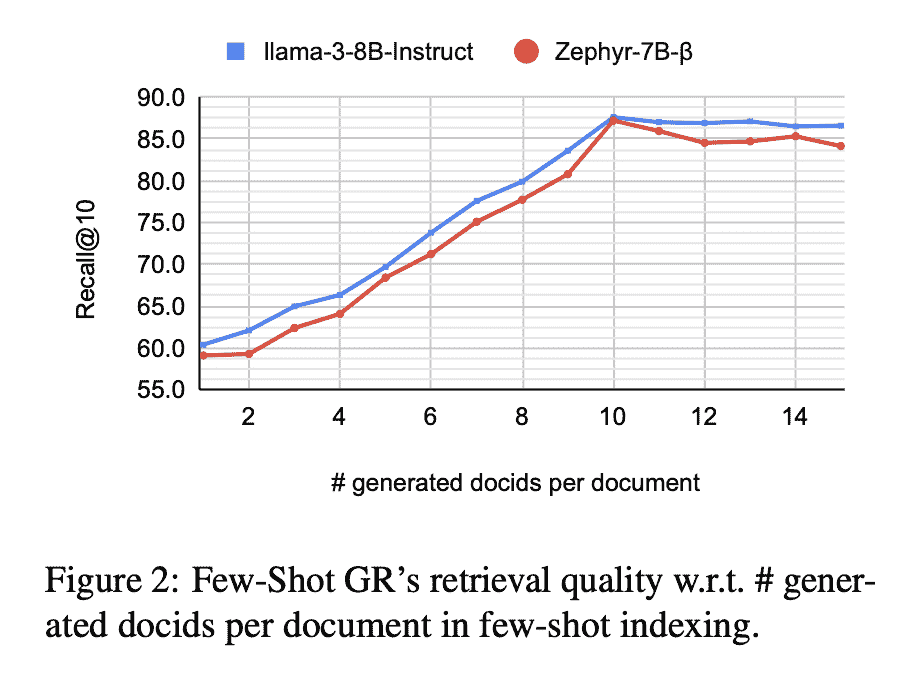 llama-3-8B-Instruct Zephyr-7B-β
90.0
85.0
80.0
75.0
70.0
65.0
60.0
55.0
Recall@10
2 4 6 8 10 12 14
# generated docids per document
Figure 2: Few-Shot GR's retrieval quality w.r.t. # gener-
ated docids per document in few-shot indexing.